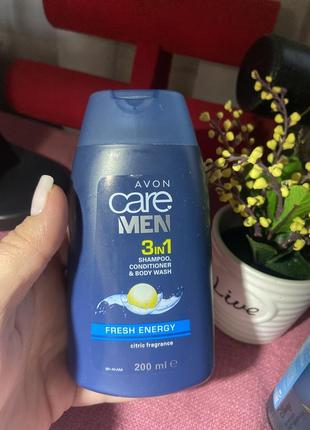 AVON
care
MEN
3IN1
SHAMPOO,
CONDITIONER
& BODY WASH
FRESH ENERGY
citric fragrance
200 ml e
Live